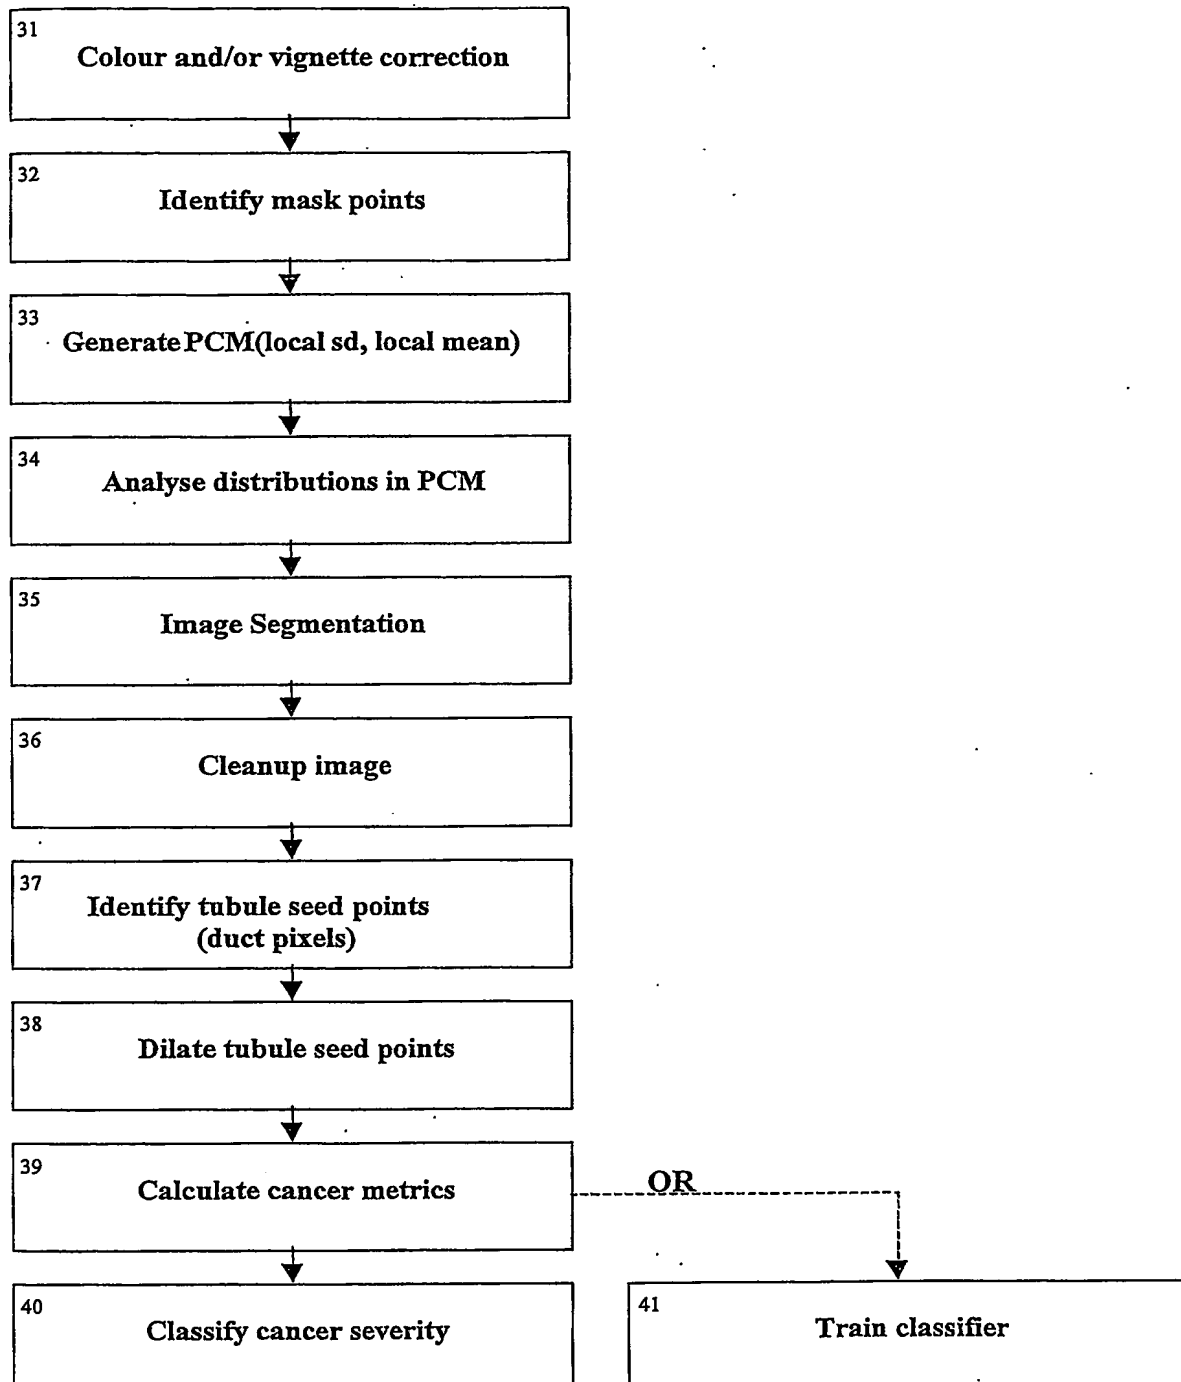 31
Colour and/or vignette correction
32
Identify mask points
33
Generate PCM(local sd, local mean)
34
Analyse distributions in PCM
35
Image Segmentation
36
Cleanup image
37
Identify tubule seed points
(duct pixels)
38
Dilate tubule seed points
39
Calculate cancer metrics
OR
40
Classify cancer severity
41
Train classifier